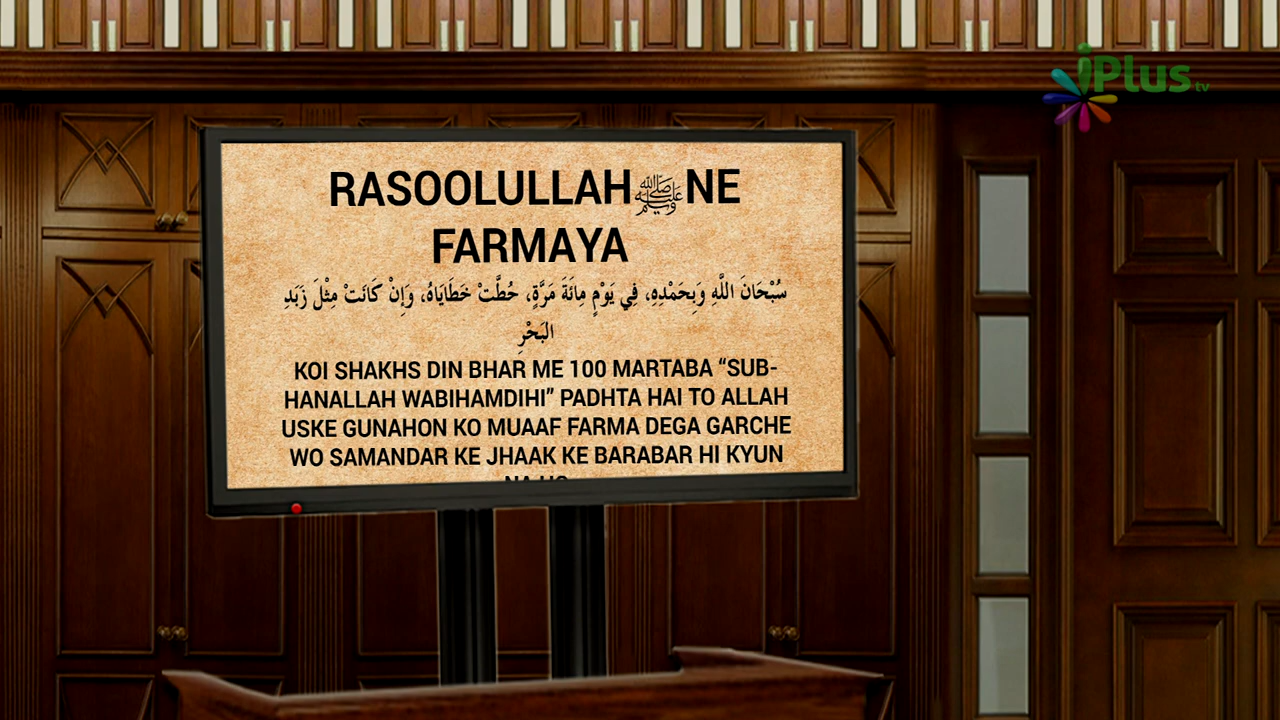 iPlus tv
RASOOLULLAH ﷺ NE
FARMAYA
سُبْحَانَ اللَّهِ وَبِحَمْدِهِ، فِي يَوْمٍ مِائَةَ مَرَّةٍ، حُطَّتْ خَطَايَاهُ، وَإِنْ كَانَتْ مِثْلَ زَبَدِ
البَحْرِ
KOI SHAKHS DIN BHAR ME 100 MARTABA “SUB-
HANALLAH WABIHAMDIHI” PADHTA HAI TO ALLAH
USKE GUNAHON KO MUAAF FARMA DEGA GARCHE
WO SAMANDAR KE JHAAK KE BARABAR HI KYUN